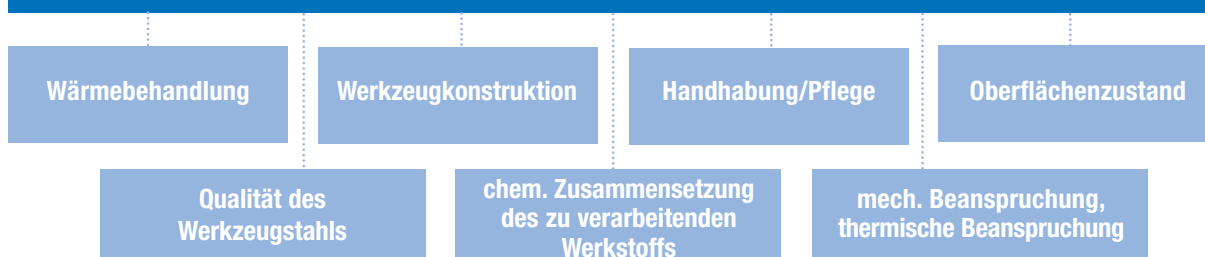 Wärmebehandlung
Werkzeugkonstruktion
Handhabung/Pflege
Oberflächenzustand
Qualität des
Werkzeugstahls
chem. Zusammensetzung
des zu verarbeitenden
Werkstoffs
mech. Beanspruchung,
thermische Beanspruchung